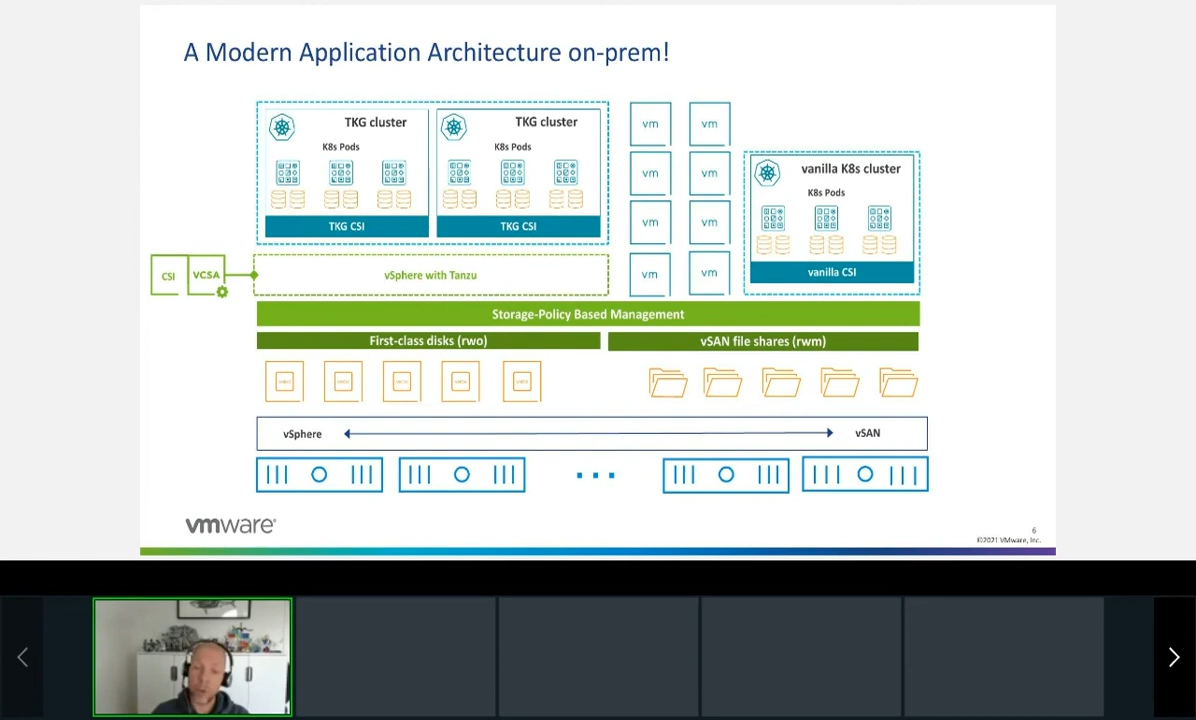 A Modern Application Architecture on-prem!
TKG cluster
K8s Pods
TKG CSI
TKG cluster
K8s Pods
TKG CSI
vm
vm
vm
vm
vm
vm
vm
vm
vanilla K8s cluster
K8s Pods
vanilla CSI
CSI
VCSA
vSphere with Tanzu
Storage-Policy Based Management
First-class disks (rwo)
vSAN file shares (rwm)
vSphere
vSAN
vmware®
6
©2021 VMware, Inc.